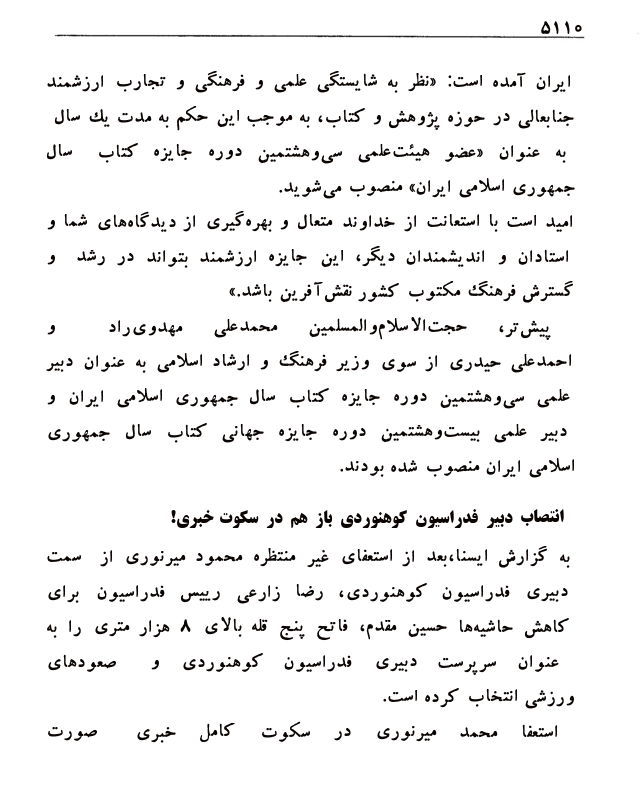 ۵۱۱۰
ایران آمده است: «نظر به شایستگی علمی و فرهنگی و تجارب ارزشمند
جنابعالی در حوزه پژوهش و کتاب، به موجب این حکم به مدت یك سال
به عنوان «عضو هیئت‌علمی سی‌وهشتمین دوره جایزه کتاب سال
جمهوری اسلامی ایران» منصوب می‌شوید.
امید است با استعانت از خداوند متعال و بهره‌گیری از دیدگاه‌های شما و
استادان و اندیشمندان دیگر، این جایزه ارزشمند بتواند در رشد و
گسترش فرهنگ مکتوب کشور نقش‌آفرین باشد.»
پیش‌تر، حجت‌الاسلام‌والمسلمین محمدعلی مهدوی‌راد و
احمدعلی حیدری از سوی وزیر فرهنگ و ارشاد اسلامی به عنوان دبیر
علمی سی‌وهشتمین دوره جایزه کتاب سال جمهوری اسلامی ایران و
دبیر علمی بیست‌وهشتمین دوره جایزه جهانی کتاب سال جمهوری
اسلامی ایران منصوب شده بودند.
انتصاب دبیر فدراسیون کوهنوردی باز هم در سکوت خبری!
به گزارش ایسنا،بعد از استعفای غیر منتظره محمود میرنوری از سمت
دبیری فدراسیون کوهنوردی، رضا زارعی رییس فدراسیون برای
کاهش حاشیه‌ها حسین مقدم، فاتح پنج قله بالای ۸ هزار متری را به
عنوان سرپرست دبیری فدراسیون کوهنوردی و صعودهای
ورزشی انتخاب کرده است.
استعفا محمد میرنوری در سکوت کامل خبری صورت